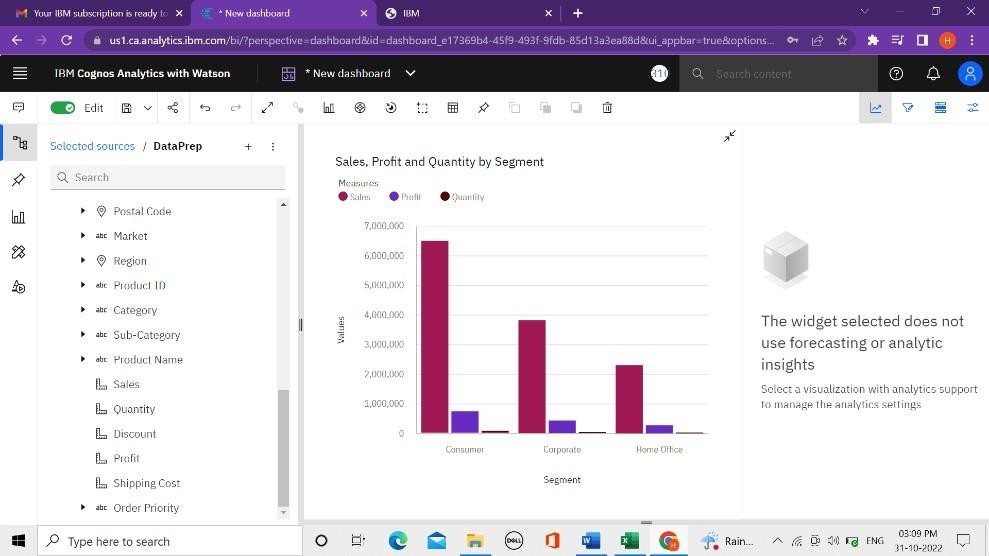 Your IBM subscription is ready to
* New dashboard
IBM
us1.ca.analytics.ibm.com/bi/?perspective=dashboard&id=dashboard_e17369b4-45f9-493f-9fdb-85d13a3ea88d&ui_appbar=true&options...
H
IBM Cognos Analytics with Watson
* New dashboard
310
Search content
Edit
Selected sources / DataPrep
Search
Postal Code
abc Market
Region
abc Product ID
abc Category
abc Sub-Category
abc Product Name
Sales
Quantity
Discount
Profit
Shipping Cost
abc Order Priority
Sales, Profit and Quantity by Segment
Measures
Sales Profit Quantity
7,000,000
6,000,000
5,000,000
4,000,000
3,000,000
2,000,000
1,000,000
0
Values
Consumer Corporate Home Office
Segment
The widget selected does not
use forecasting or analytic
insights
Select a visualization with analytics support
to manage the analytics settings
Type here to search
DELL
Rain...
ENG
03:09 PM
31-10-2022